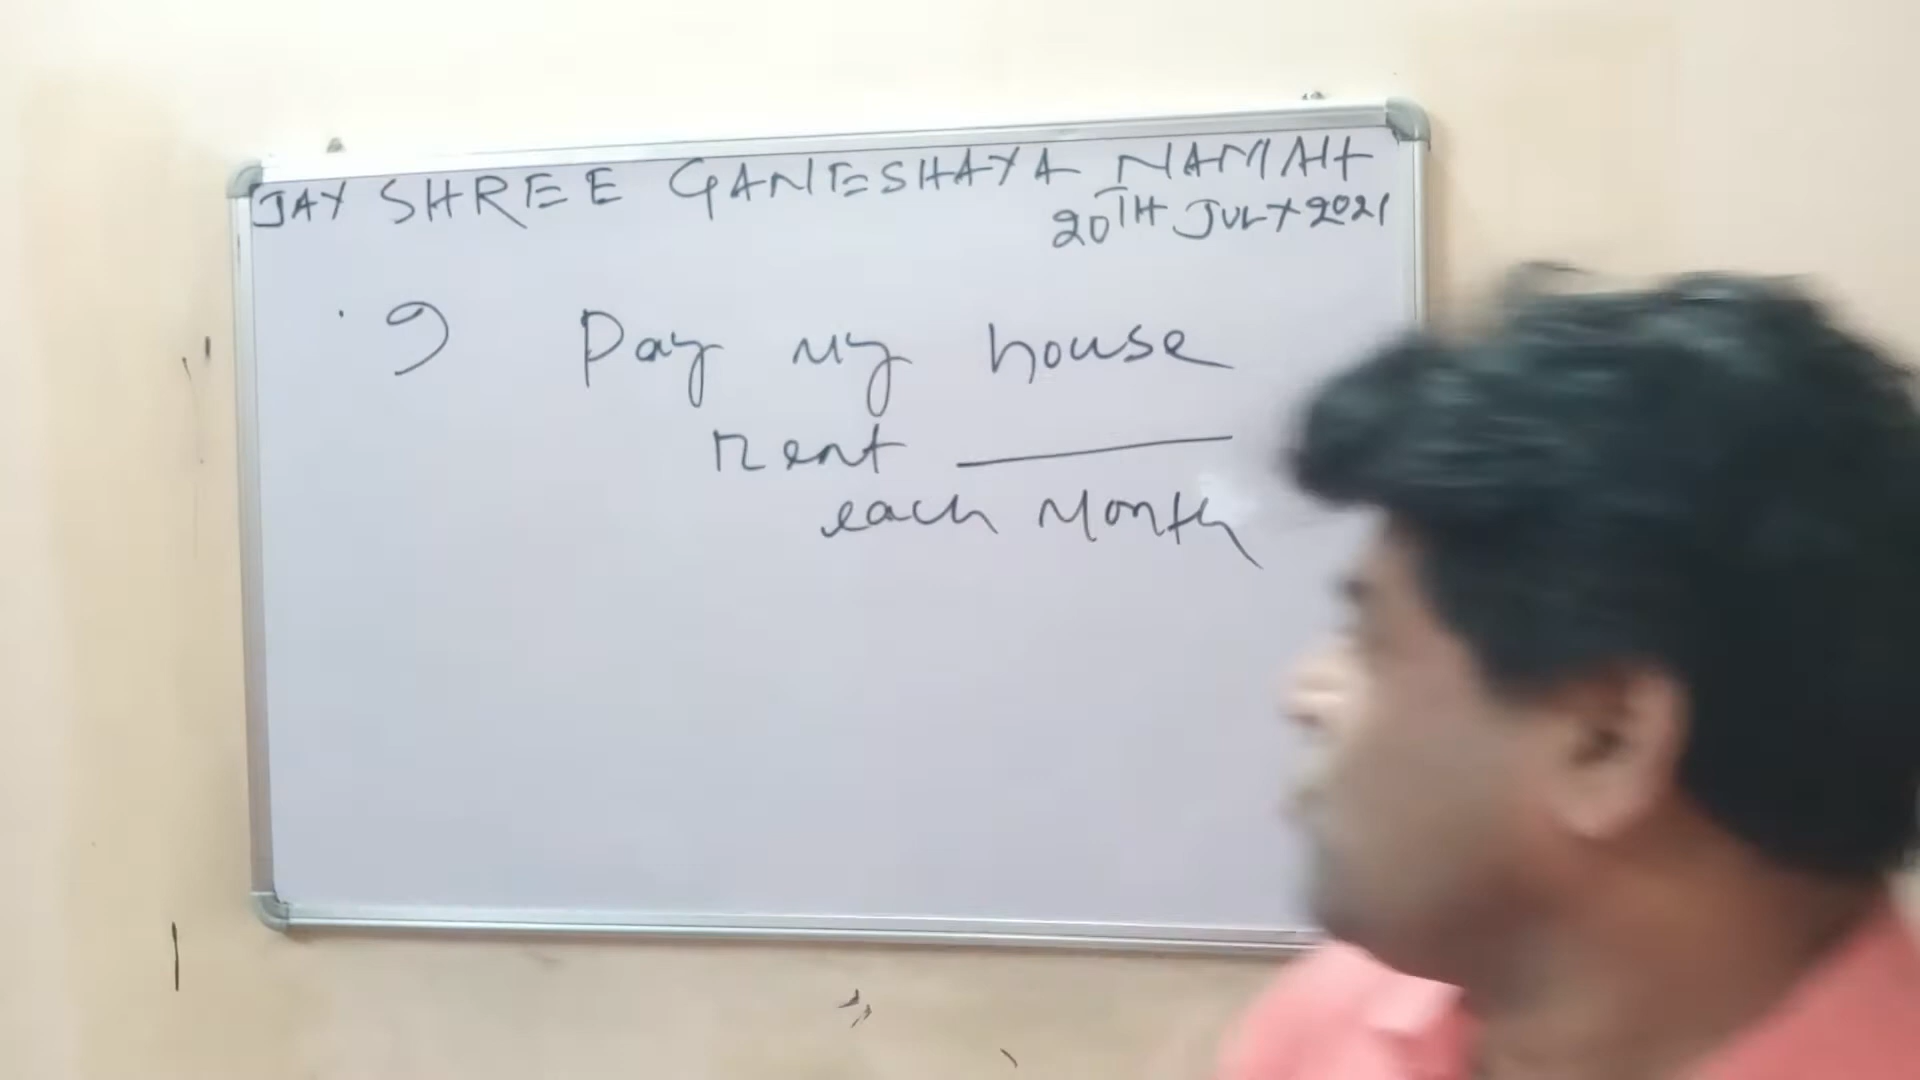 JAY SHREE GANESHAYA NAMAH
20TH JULY 2021
9 Pay my house
rent ______
each Month